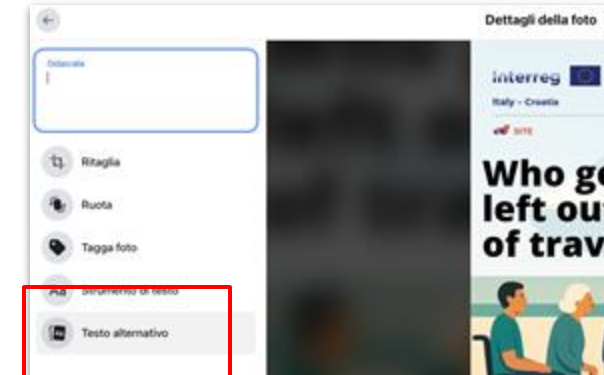 Dettagli della foto
Didascalia
Ritaglia
Ruota
Tagga foto
Strumento di testo
Testo alternativo
Interreg
Italy – Croatia
SITE
Who ge
left ou
of trav